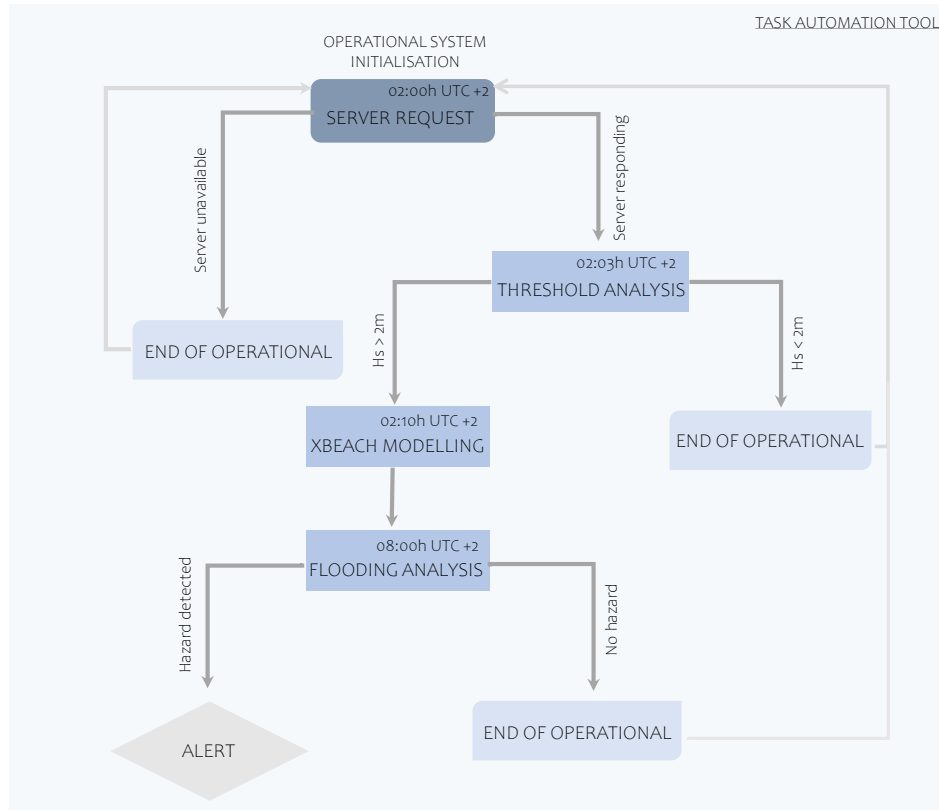 TASK AUTOMATION TOOL
OPERATIONAL SYSTEM
INITIALISATION
02:00h UTC +2
SERVER REQUEST
Server unavailable
Server responding
02:03h UTC +2
THRESHOLD ANALYSIS
END OF OPERATIONAL
Hs > 2m
Hs < 2m
02:10h UTC +2
XBEACH MODELLING
END OF OPERATIONAL
08:00h UTC +2
FLOODING ANALYSIS
Hazard detected
No hazard
ALERT
END OF OPERATIONAL